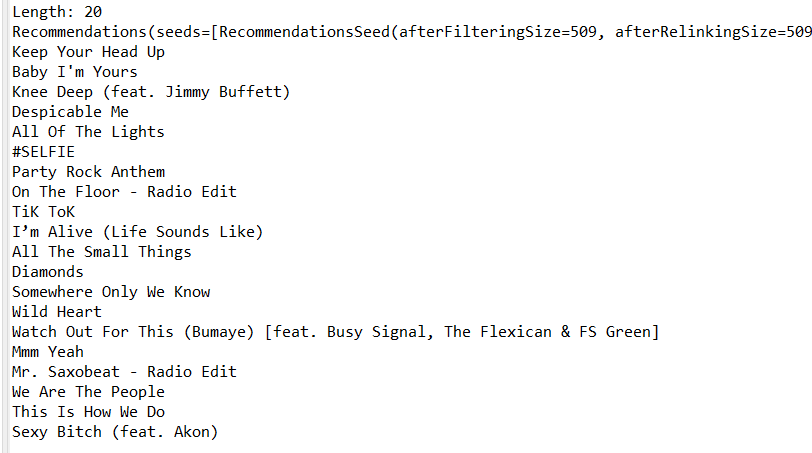 Length: 20
Recommendations(seeds=[RecommendationsSeed(afterFilteringSize=509, afterRelinkingSize=509
Keep Your Head Up
Baby I'm Yours
Knee Deep (feat. Jimmy Buffett)
Despicable Me
All Of The Lights
#SELFIE
Party Rock Anthem
On The Floor - Radio Edit
TiK ToK
I’m Alive (Life Sounds Like)
All The Small Things
Diamonds
Somewhere Only We Know
Wild Heart
Watch Out For This (Bumaye) [feat. Busy Signal, The Flexican & FS Green]
Mmm Yeah
Mr. Saxobeat - Radio Edit
We Are The People
This Is How We Do
Sexy Bitch (feat. Akon)